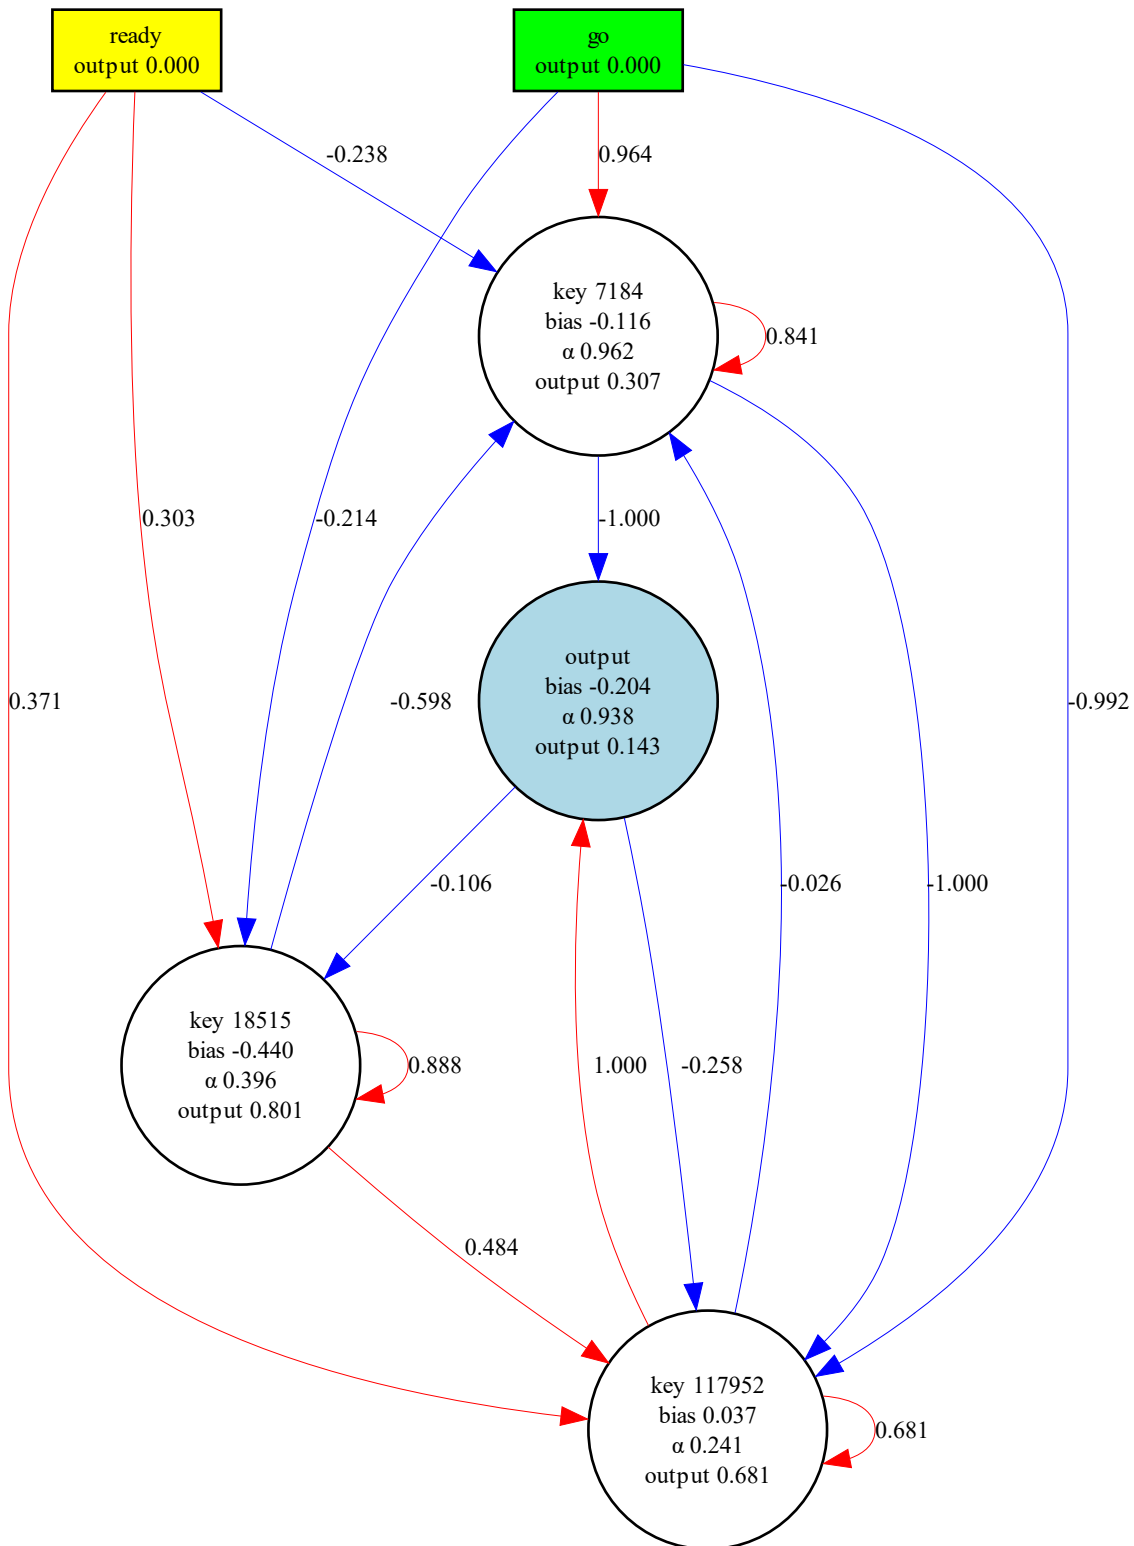 ready
output 0.000
go
output 0.000
-0.238
0.964
key 7184
bias -0.116
α 0.962
output 0.307
0.841
0.303
-0.214
-1.000
output
bias -0.204
α 0.938
output 0.143
0.371
-0.598
-0.992
-0.106
-0.026
-1.000
key 18515
bias -0.440
α 0.396
output 0.801
0.888
1.000
-0.258
0.484
key 117952
bias 0.037
α 0.241
output 0.681
0.681